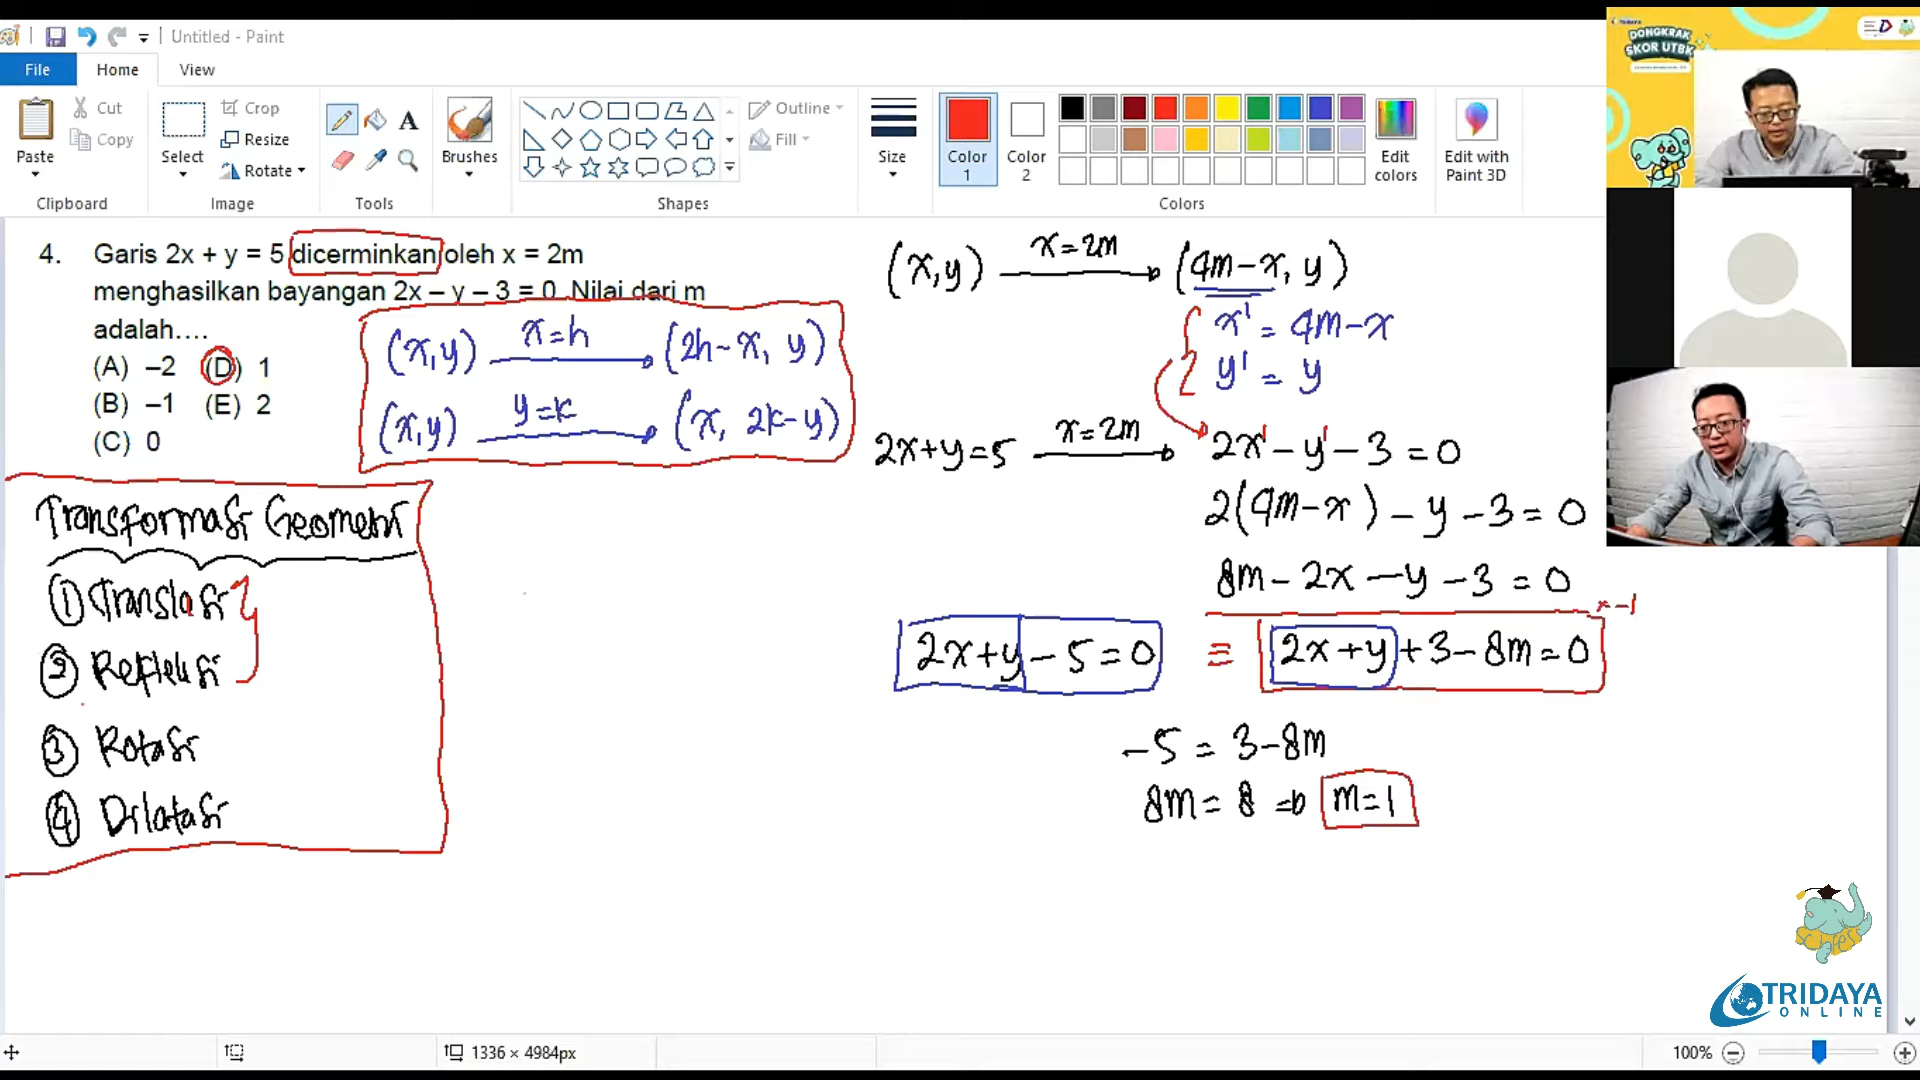 Untitled - Paint
File Home View
Paste
Cut
Copy
Clipboard
Select
Crop
Resize
Rotate
Image
A
Tools
Brushes
Shapes
Outline
Fill
Size
Color 1
Color 2
Edit colors
Colors
Edit with Paint 3D
DONGKRAK
SKOR UTBK
4. Garis 2x + y = 5 dicerminkan oleh x = 2m
menghasilkan bayangan 2x – y – 3 = 0. Nilai dari m
adalah….
(A) –2 (D) 1
(B) –1 (E) 2
(C) 0
(x,y) x=h (2h-x, y)
(x,y) y=k (x, 2k-y)
Transformasi Geometri
① Translasi
② Refleksi
③ Rotasi
④ Dilatasi
(x,y) x=2m (4m-x, y)
x' = 4m-x
y' = y
2x+y=5 x=2m 2x'-y'-3=0
2(4m-x)-y-3=0
8m-2x-y-3=0
x-1
2x+y-5=0 ≡ 2x+y+3-8m=0
-5 = 3-8m
8m = 8 ⇒ m=1
TRIDAYA
ONLINE
1336 × 4984px
100%